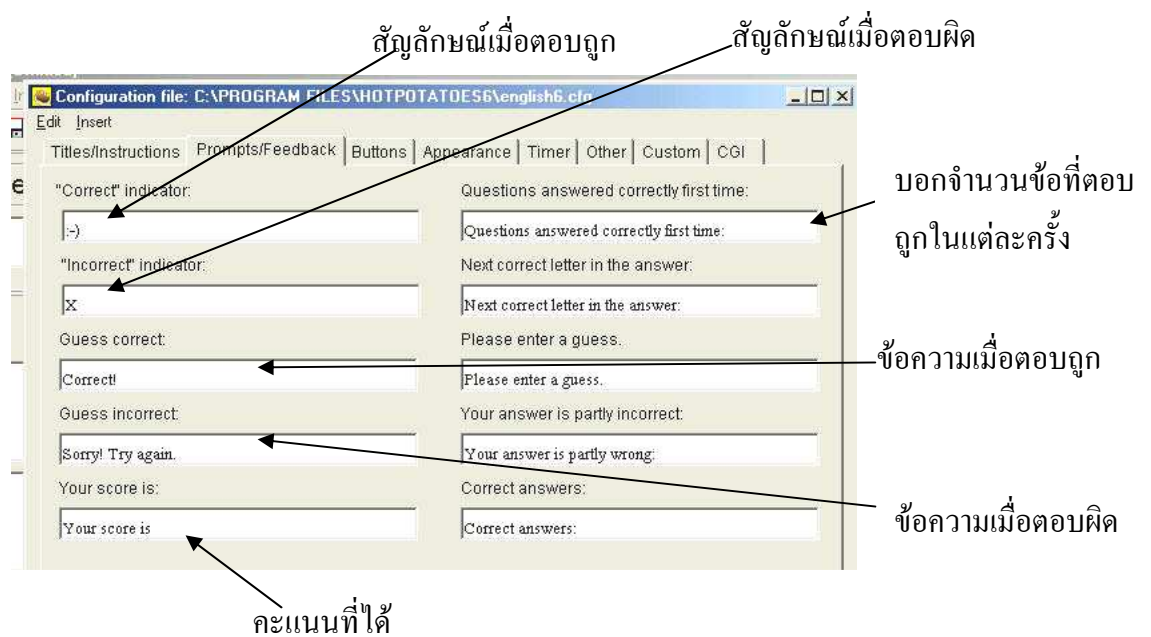 สัญลักษณ์เมื่อตอบถูก
สัญลักษณ์เมื่อตอบผิด
Configuration file: C:\PROGRAM FILES\HOTPOTATOES6\english6.cfg
Edit Insert
Titles/Instructions Prompts/Feedback Buttons Appearance Timer Other Custom CGI
"Correct" indicator:
:-)
"Incorrect" indicator:
X
Guess correct:
Correct!
Guess incorrect:
Sorry! Try again.
Your score is:
Your score is
Questions answered correctly first time:
Questions answered correctly first time:
Next correct letter in the answer:
Next correct letter in the answer:
Please enter a guess.
Please enter a guess.
Your answer is partly incorrect:
Your answer is partly wrong:
Correct answers:
Correct answers:
บอกจำนวนข้อที่ตอบ
ถูกในแต่ละครั้ง
ข้อความเมื่อตอบถูก
ข้อความเมื่อตอบผิด
คะแนนที่ได้